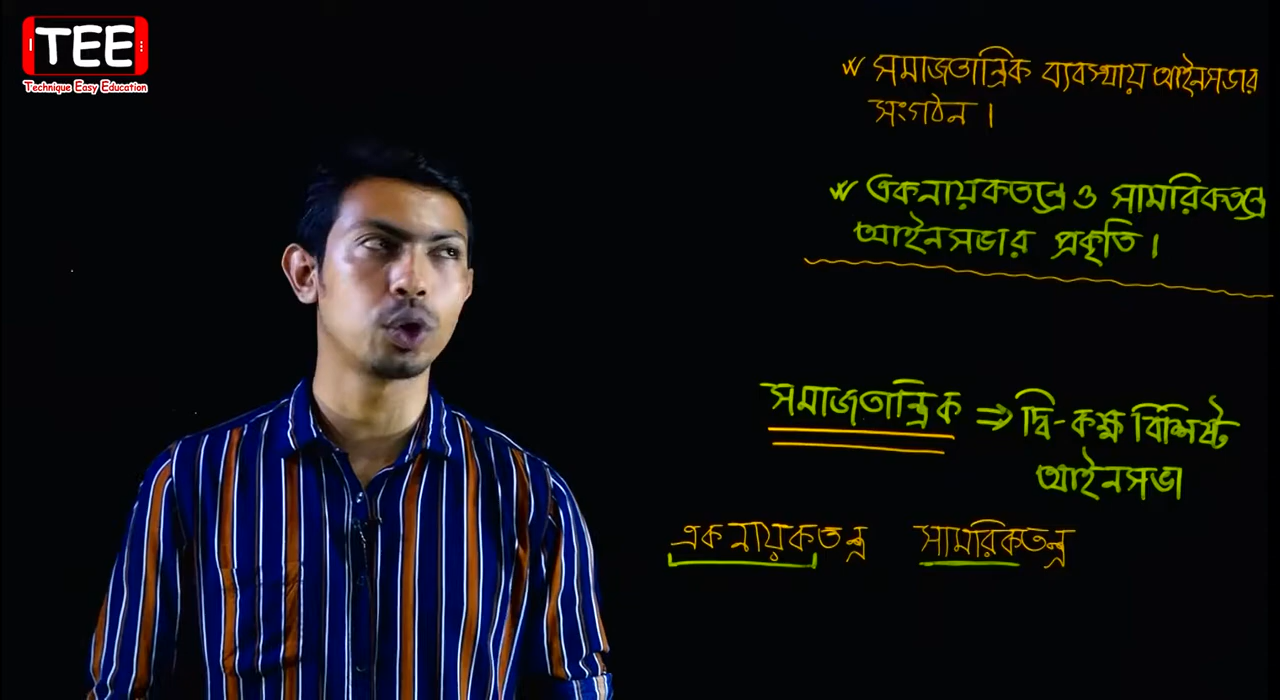 TEE
Technique Easy Education
সমাজতান্ত্রিক ব্যবস্থায় আইনসভার
সংগঠন।
একনায়কতন্ত্রে ও সামরিকতন্ত্রে
আইনসভার প্রকৃতি।
সমাজতান্ত্রিক ⇒ দ্বি-কক্ষ বিশিষ্ট
আইনসভা
একনায়কতন্ত্র সামরিকতন্ত্র